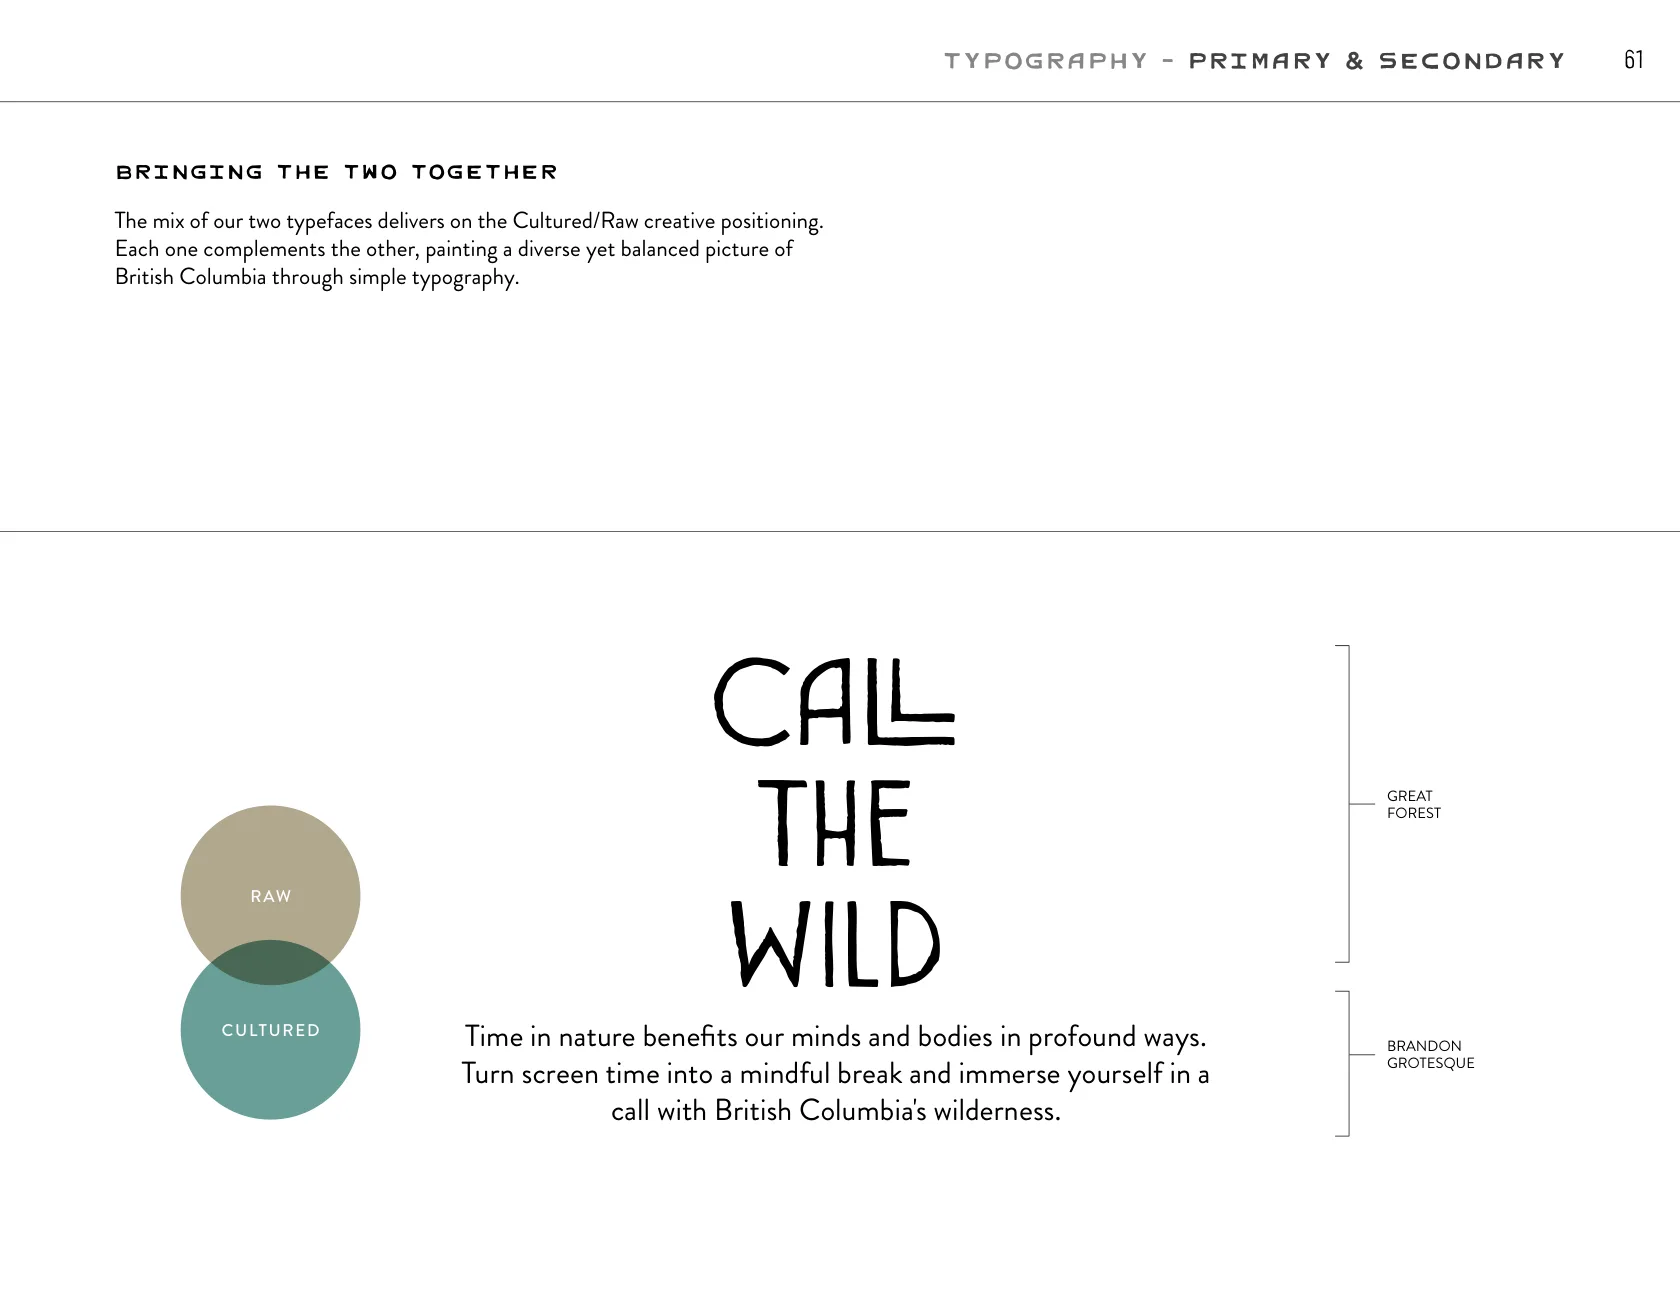 TYPOGRAPHY - PRIMARY & SECONDARY 61
BRINGING THE TWO TOGETHER
The mix of our two typefaces delivers on the Cultured/Raw creative positioning.
Each one complements the other, painting a diverse yet balanced picture of
British Columbia through simple typography.
CALL
THE
WILD
GREAT
FOREST
RAW
CULTURED
Time in nature benefits our minds and bodies in profound ways.
Turn screen time into a mindful break and immerse yourself in a
call with British Columbia's wilderness.
BRANDON
GROTESQUE